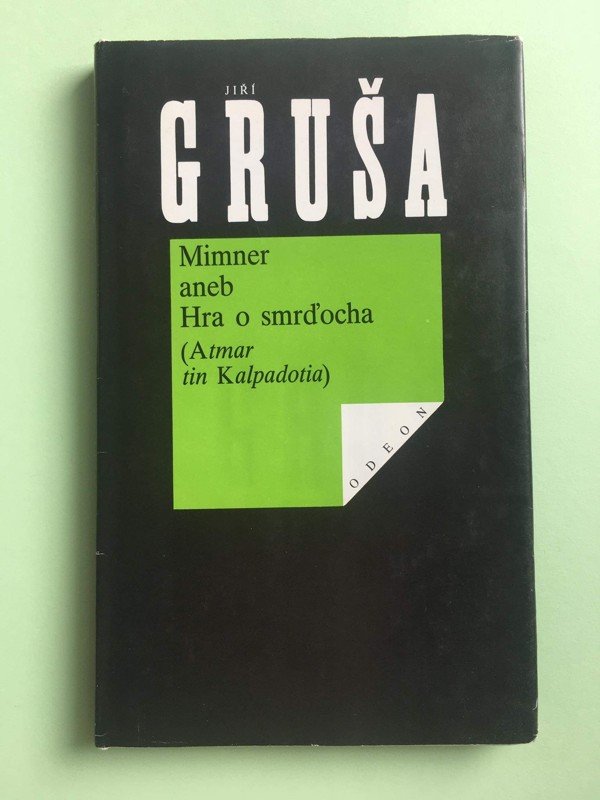 JIŘÍ
GRUŠA
Mimner
aneb
Hra o smrďocha
(Atmar
tin Kalpadotia)
ODEON